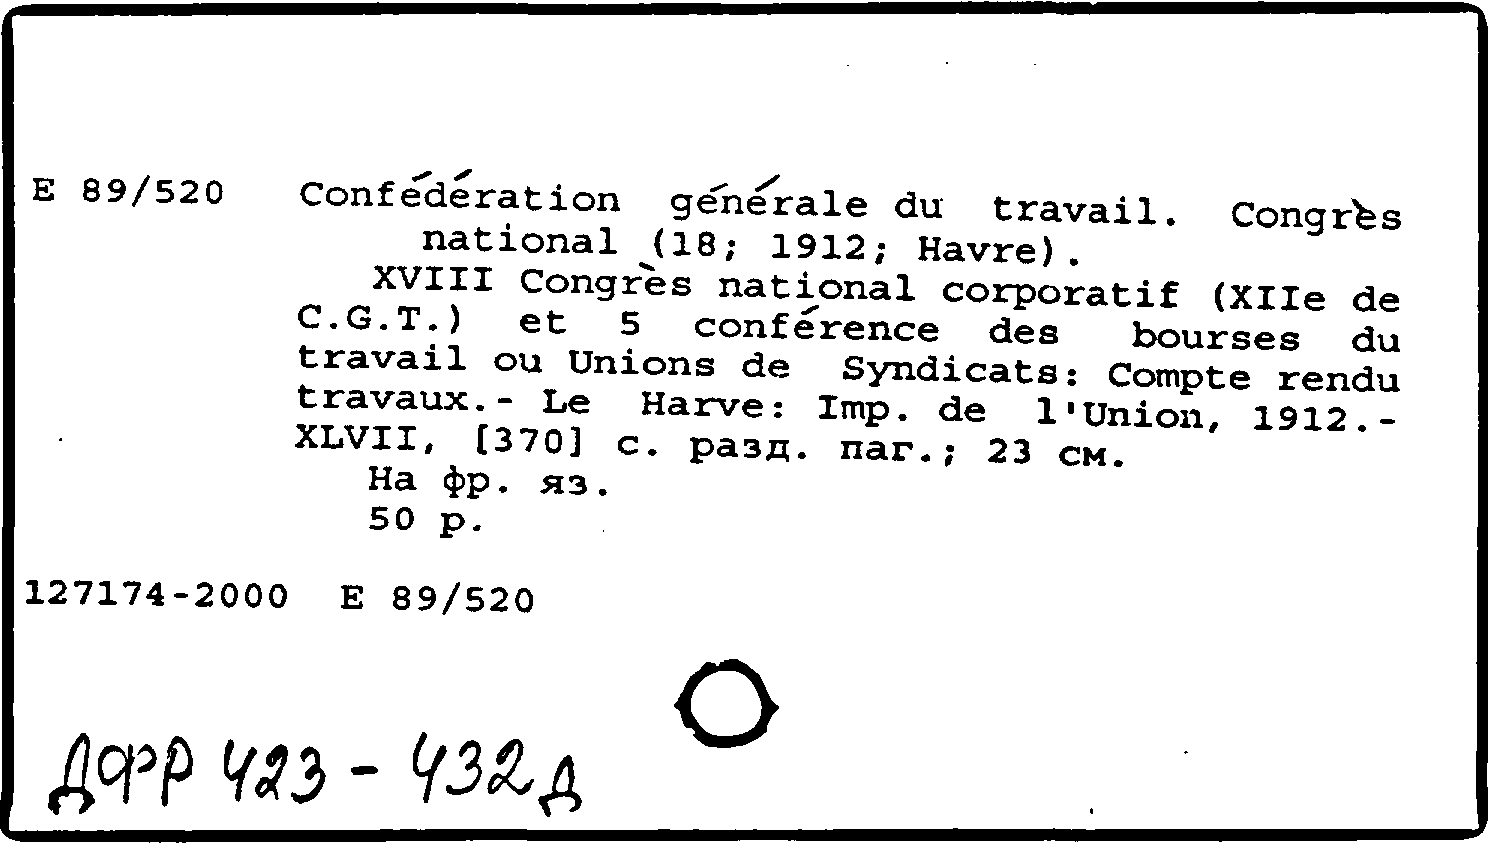 E 89/520 Confédération générale du travail. Congrès
national (18; 1912; Havre).
XVIII Congrès national corporatif (XIIe de
C.G.T.) et 5 conférence des bourses du
travail ou Unions de Syndicats: Compte rendu
travaux.- Le Harve: Imp. de l'Union, 1912.-
XLVII, [370] с. разд. паг.; 23 см.
На фр. яз.
50 р.
127174-2000 E 89/520
ДФР 423 - 432д